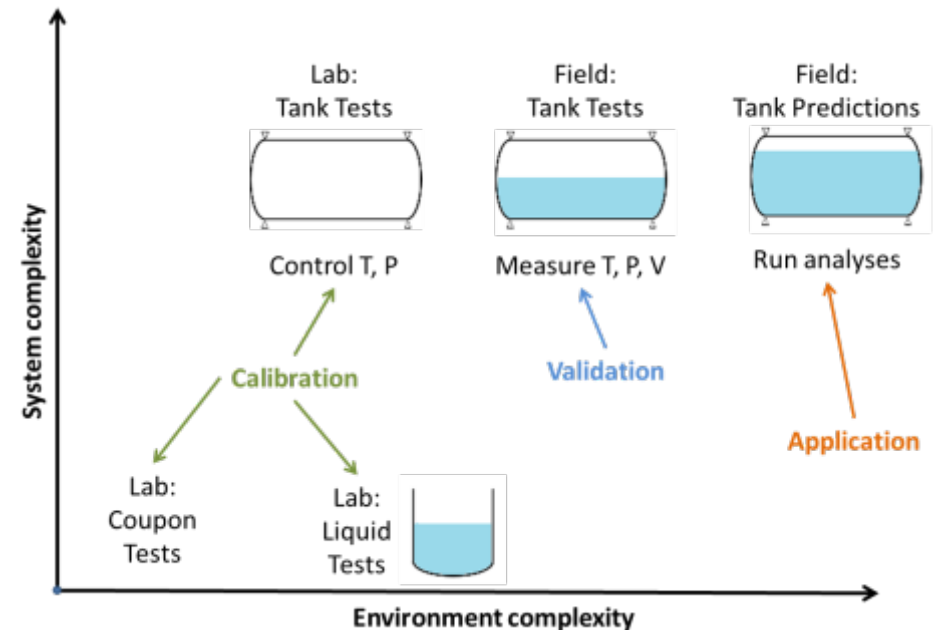 Lab:
Tank Tests
Field:
Tank Tests
Field:
Tank Predictions
Control T, P
Measure T, P, V
Run analyses
System complexity
Calibration
Validation
Application
Lab:
Coupon
Tests
Lab:
Liquid
Tests
Environment complexity